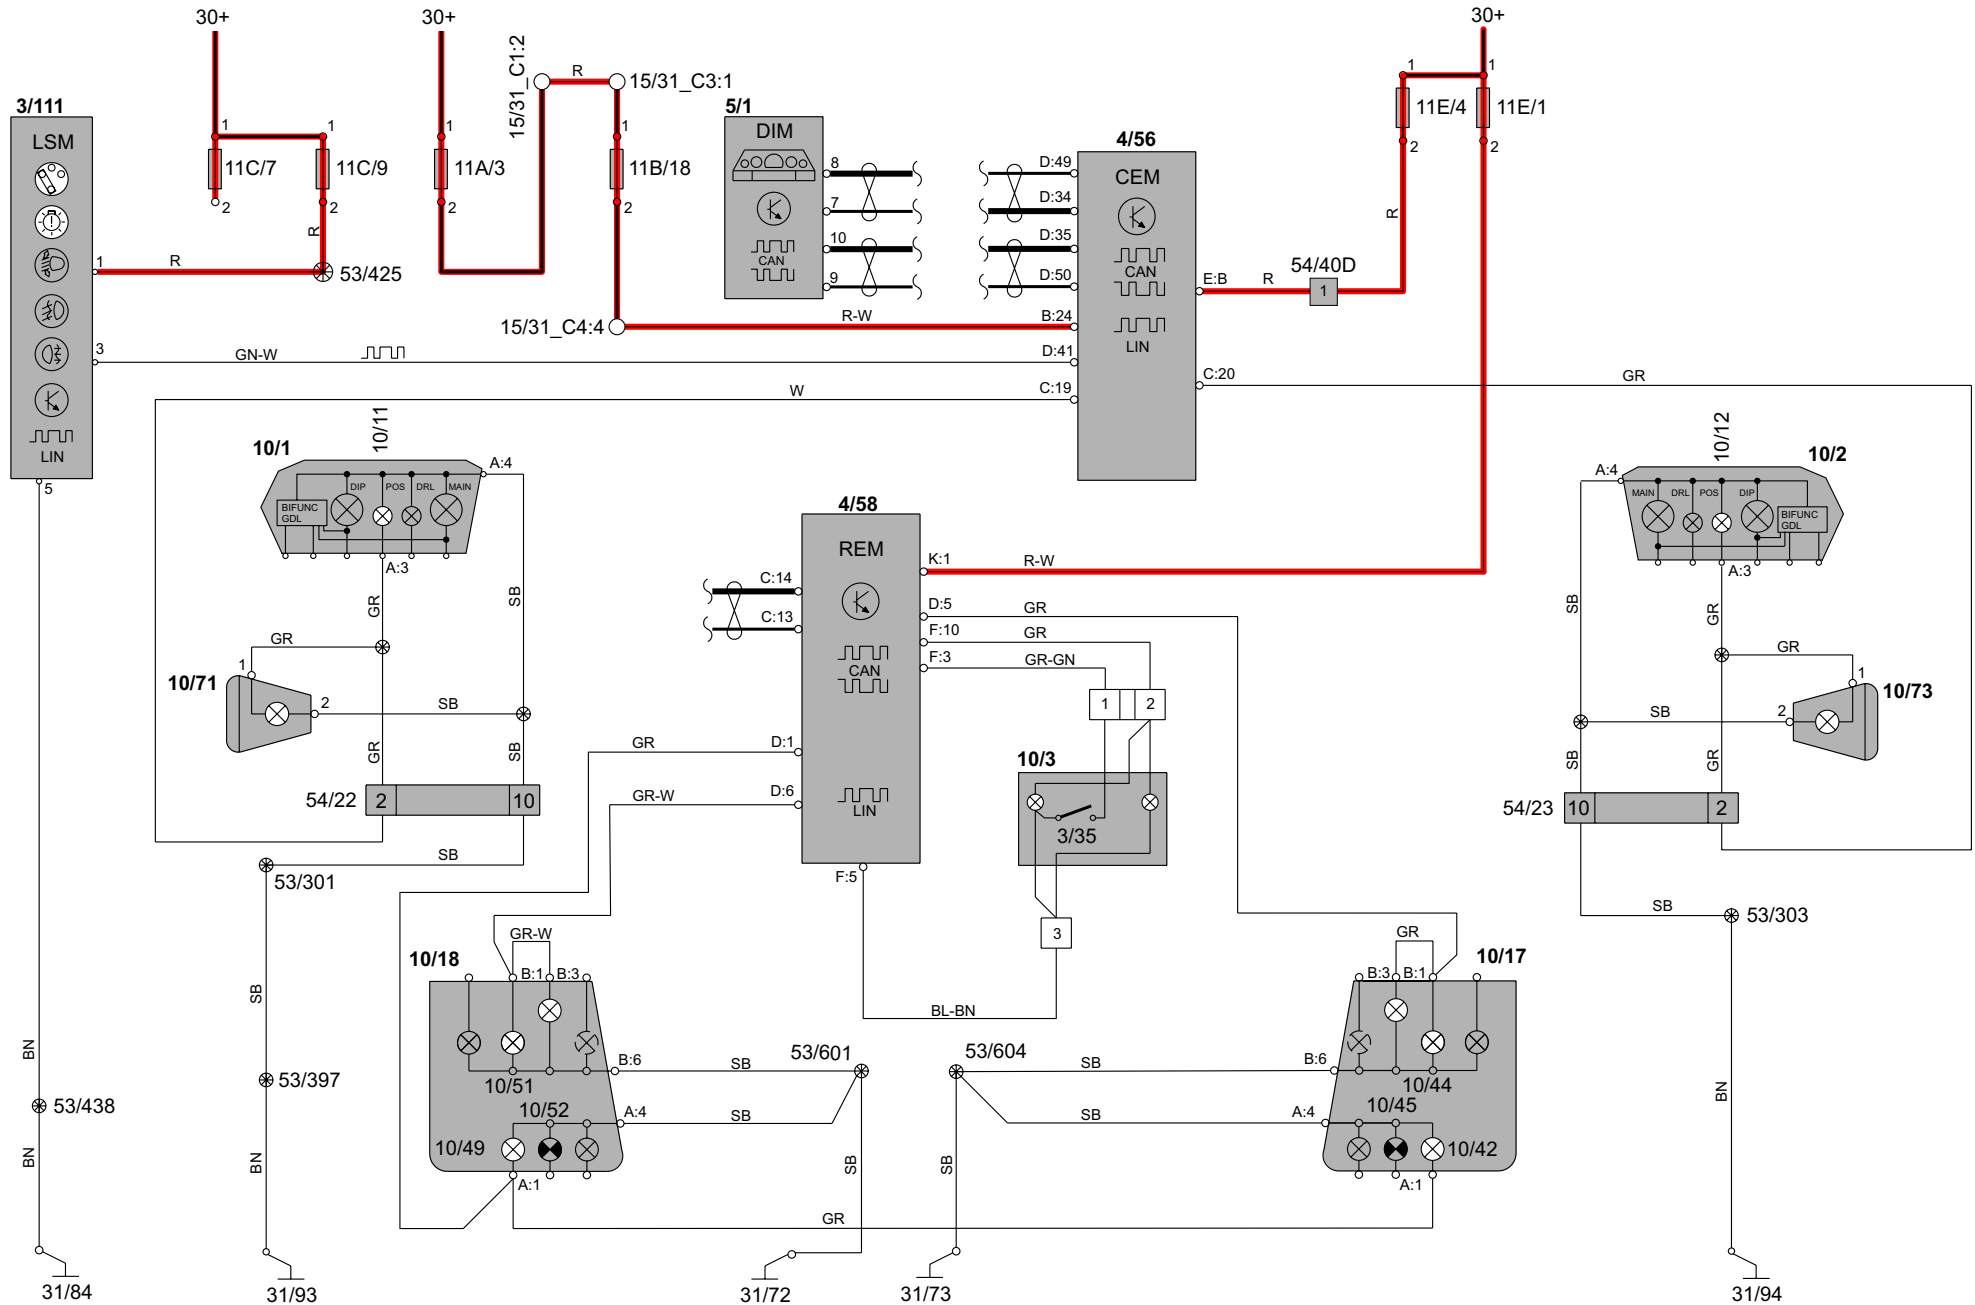 30+
30+
30+
15/31_C1:2
R
15/31_C3:1
3/111
LSM
LIN
1
3
5
1
11C/7
2
1
11C/9
2
R
R
53/425
1
11A/3
2
1
11B/18
2
15/31_C4:4
R-W
GN-W
W
5/1
DIM
CAN
8
7
10
9
4/56
CEM
CAN
LIN
D:49
D:34
D:35
D:50
B:24
D:41
C:19
E:B
R
C:20
GR
54/40D
1
R
1
11E/4
2
1
11E/1
2
10/1
10/11
A:4
DIP
POS
DRL
MAIN
BIFUNC
GDL
A:3
GR
SB
GR
1
10/71
2
SB
GR
SB
54/22
2
10
SB
53/301
SB
53/397
BN
31/93
BN
53/438
BN
31/84
4/58
REM
CAN
LIN
C:14
C:13
D:1
GR
D:6
GR-W
F:5
K:1
R-W
D:5
GR
F:10
GR
F:3
GR-GN
1
2
10/3
3/35
3
BL-BN
10/2
10/12
A:4
MAIN
DRL
POS
DIP
BIFUNC
GDL
A:3
SB
GR
GR
1
10/73
2
SB
SB
GR
54/23
10
2
SB
53/303
BN
31/94
10/18
GR-W
B:1
B:3
10/51
B:6
SB
10/52
A:4
SB
10/49
A:1
53/601
SB
31/72
53/604
SB
31/73
SB
SB
GR
10/17
GR
B:3
B:1
B:6
10/44
A:4
10/45
10/42
A:1